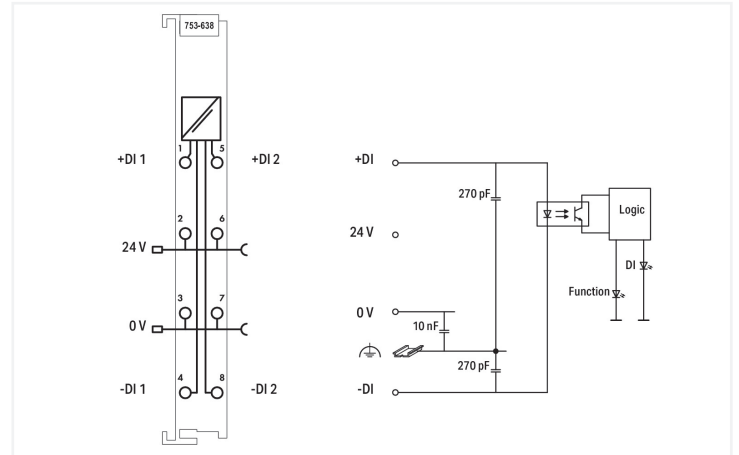 753-638
1 5
+DI 1 +DI 2
2 6
24 V
3 7
0 V
4 8
-DI 1 -DI 2
+DI
270 pF
Logic
24 V
DI
Function
0 V
10 nF
270 pF
-DI